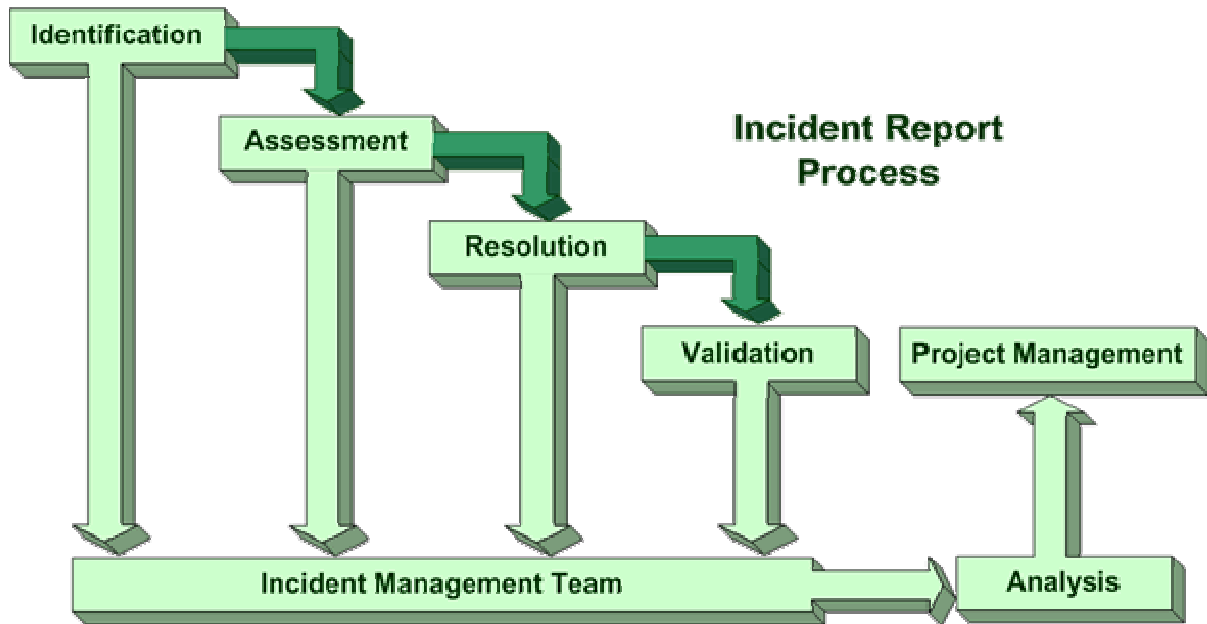 Identification
Assessment
Incident Report
Process
Resolution
Validation
Project Management
Incident Management Team
Analysis